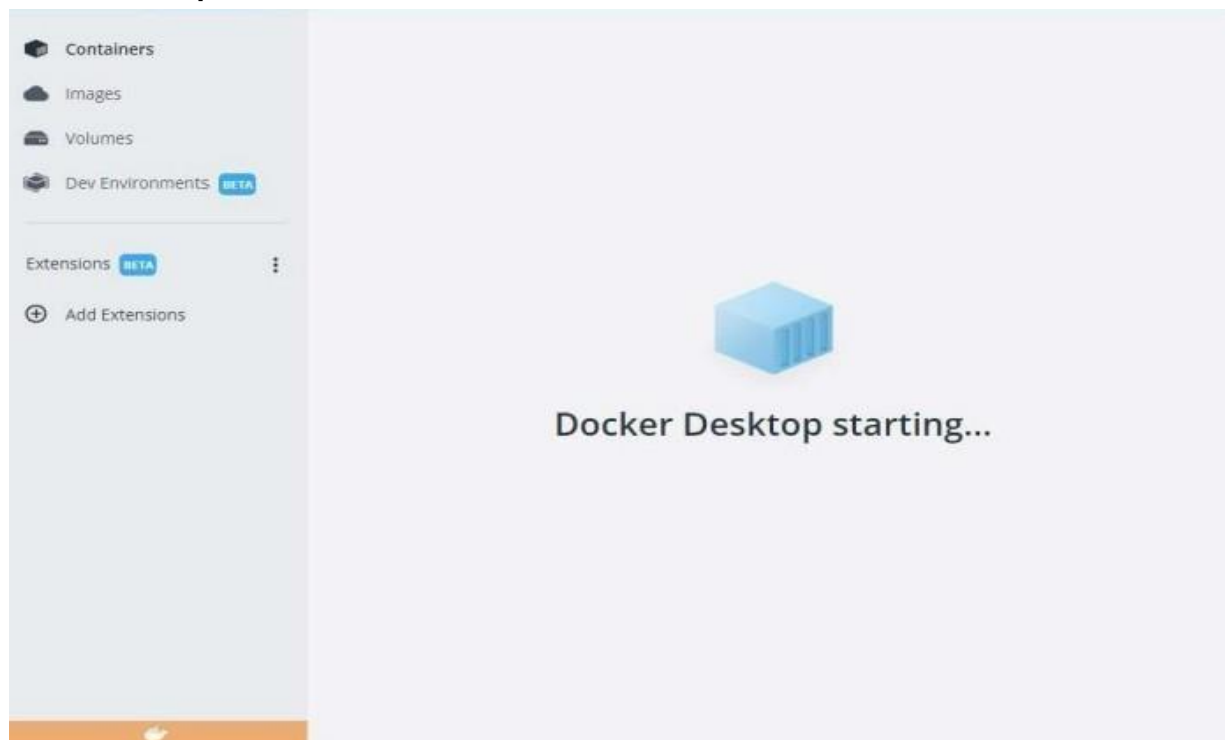 Containers
Images
Volumes
Dev Environments BETA
Extensions BETA
Add Extensions
Docker Desktop starting...